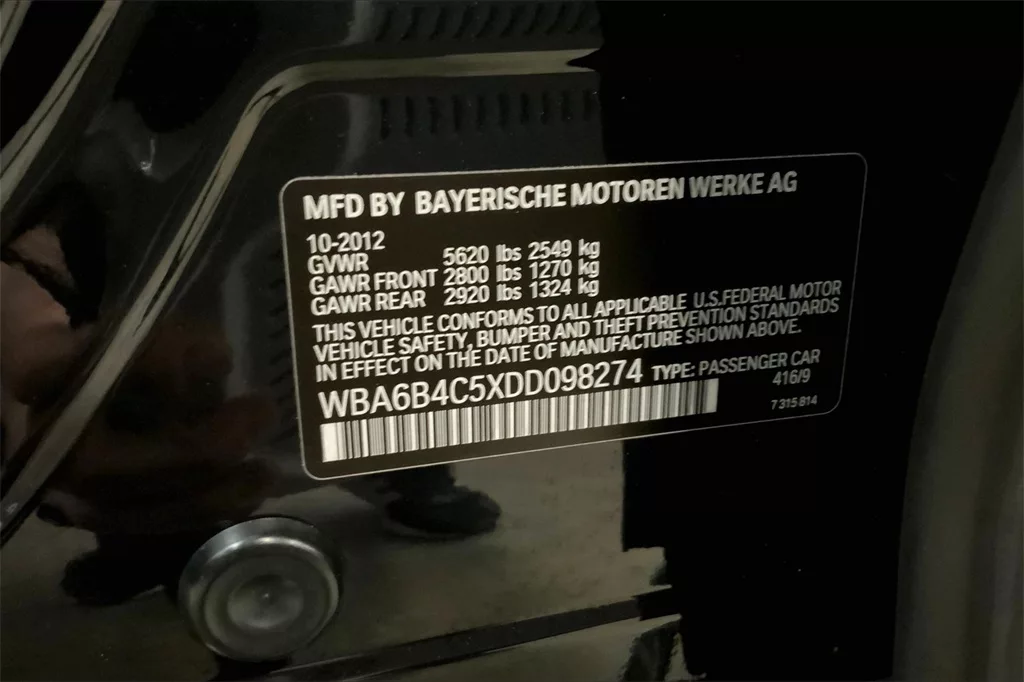 MFD BY BAYERISCHE MOTOREN WERKE AG
10-2012
GVWR 5620 lbs 2549 kg
GAWR FRONT 2800 lbs 1270 kg
GAWR REAR 2920 lbs 1324 kg
THIS VEHICLE CONFORMS TO ALL APPLICABLE U.S.FEDERAL MOTOR
VEHICLE SAFETY, BUMPER AND THEFT PREVENTION STANDARDS
IN EFFECT ON THE DATE OF MANUFACTURE SHOWN ABOVE.
WBA6B4C5XDD098274 TYPE: PASSENGER CAR
416/9
7 315 814